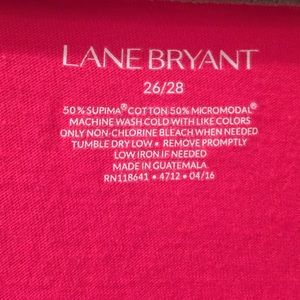 LANE BRYANT
26/28
50% SUPIMA® COTTON 50% MICROMODAL®
MACHINE WASH COLD WITH LIKE COLORS
ONLY NON-CHLORINE BLEACH WHEN NEEDED
TUMBLE DRY LOW • REMOVE PROMPTLY
LOW IRON IF NEEDED
MADE IN GUATEMALA
RN118641 • 4712 • 04/16